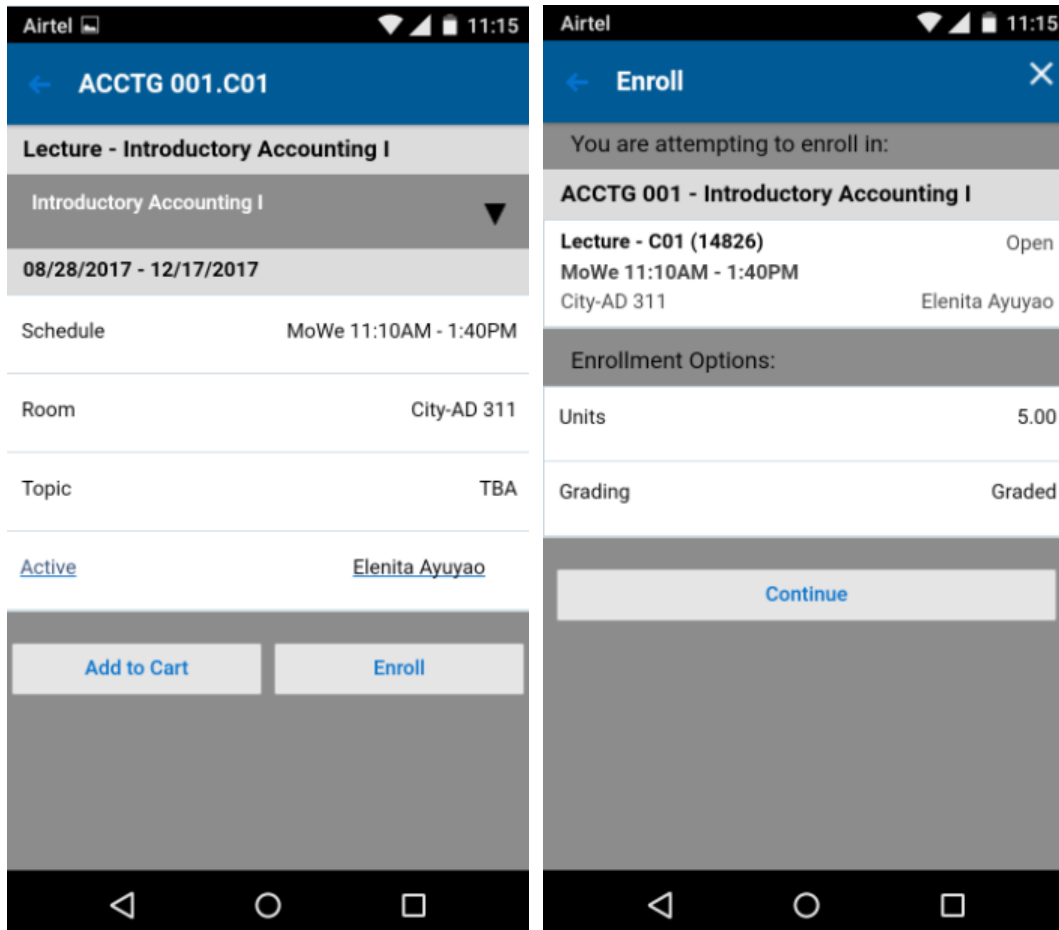 Airtel 11:15
ACCTG 001.C01
Lecture - Introductory Accounting I
Introductory Accounting I
08/28/2017 - 12/17/2017
Schedule MoWe 11:10AM - 1:40PM
Room City-AD 311
Topic TBA
Active Elenita Ayuyao
Add to Cart Enroll
Airtel 11:15
Enroll
You are attempting to enroll in:
ACCTG 001 - Introductory Accounting I
Lecture - C01 (14826) Open
MoWe 11:10AM - 1:40PM
City-AD 311 Elenita Ayuyao
Enrollment Options:
Units 5.00
Grading Graded
Continue